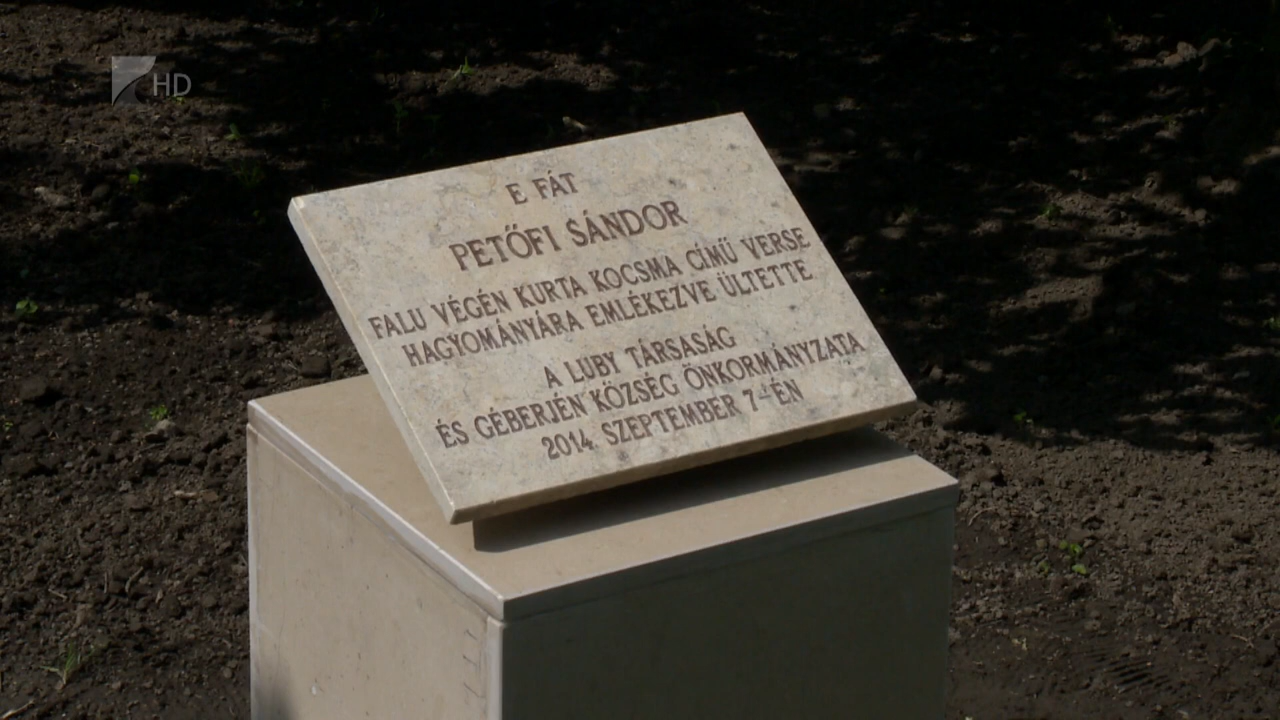 HD
E FÁT
PETŐFI SÁNDOR
FALU VÉGÉN KURTA KOCSMA CÍMŰ VERSE
HAGYOMÁNYÁRA EMLÉKEZVE ÜLTETTE
A LUBY TÁRSASÁG
ÉS GÉBERJÉN KÖZSÉG ÖNKORMÁNYZATA
2014. SZEPTEMBER 7-ÉN